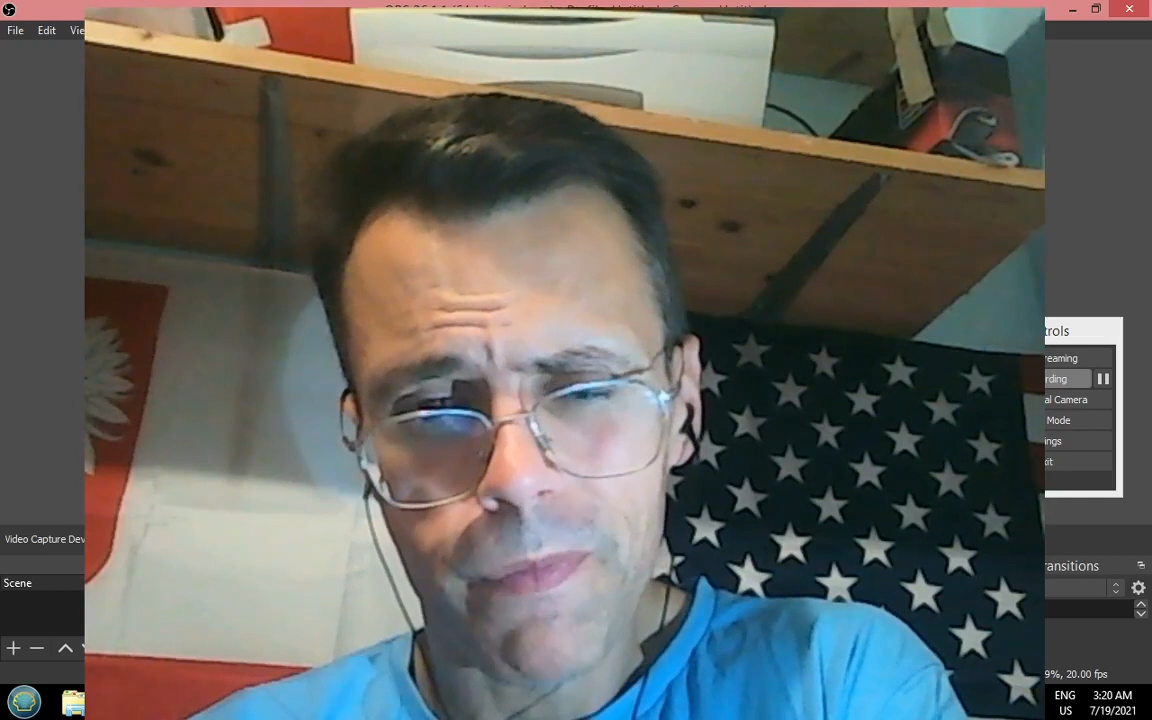 File Edit Vie
trols
reaming
rding
al Camera
Mode
ings
it
Video Capture Dev
ransitions
Scene
9%, 20.00 fps
ENG 3:20 AM
US 7/19/2021